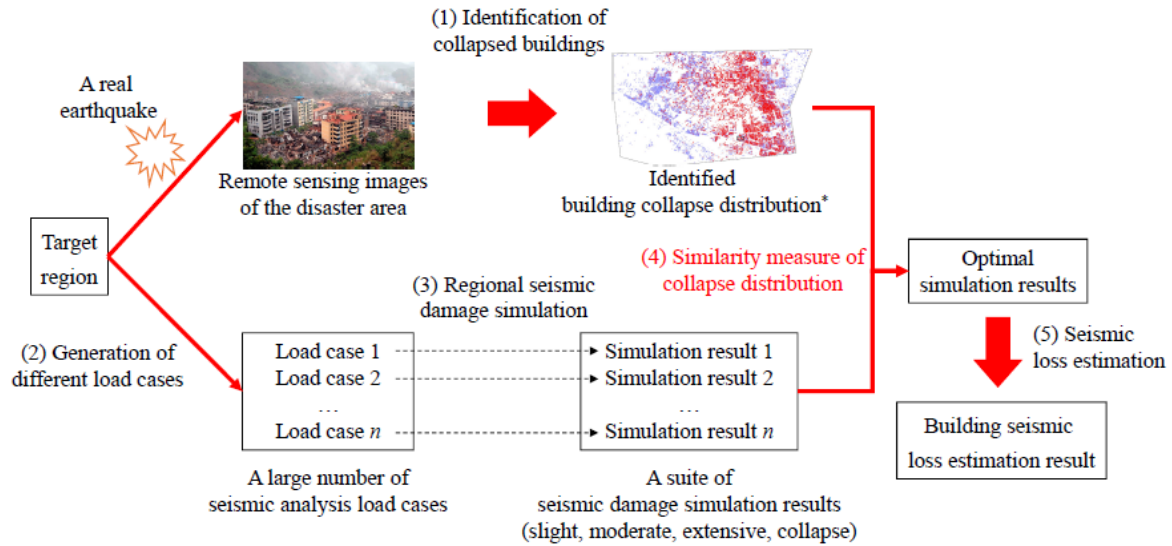 (1) Identification of
collapsed buildings
A real
earthquake
Remote sensing images
of the disaster area
Identified
building collapse distribution*
Target
region
(4) Similarity measure of
collapse distribution
Optimal
simulation results
(3) Regional seismic
damage simulation
(2) Generation of
different load cases
Load case 1
Load case 2
...
Load case n
Simulation result 1
Simulation result 2
...
Simulation result n
(5) Seismic
loss estimation
Building seismic
loss estimation result
A large number of
seismic analysis load cases
A suite of
seismic damage simulation results
(slight, moderate, extensive, collapse)